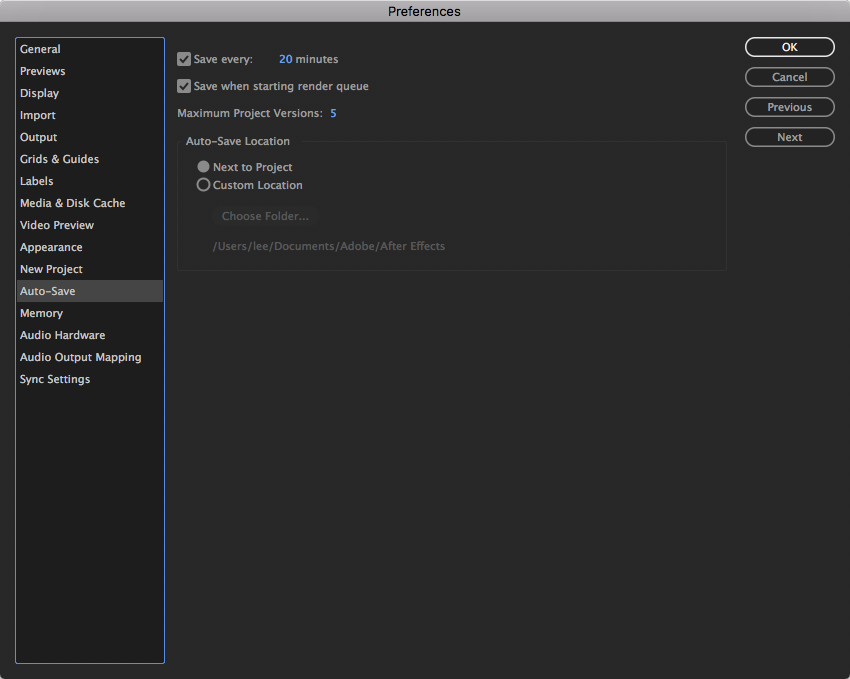 Preferences
General
Previews
Display
Import
Output
Grids & Guides
Labels
Media & Disk Cache
Video Preview
Appearance
New Project
Auto-Save
Memory
Audio Hardware
Audio Output Mapping
Sync Settings
Save every: 20 minutes
Save when starting render queue
Maximum Project Versions: 5
Auto-Save Location
Next to Project
Custom Location
Choose Folder...
/Users/lee/Documents/Adobe/After Effects
OK
Cancel
Previous
Next